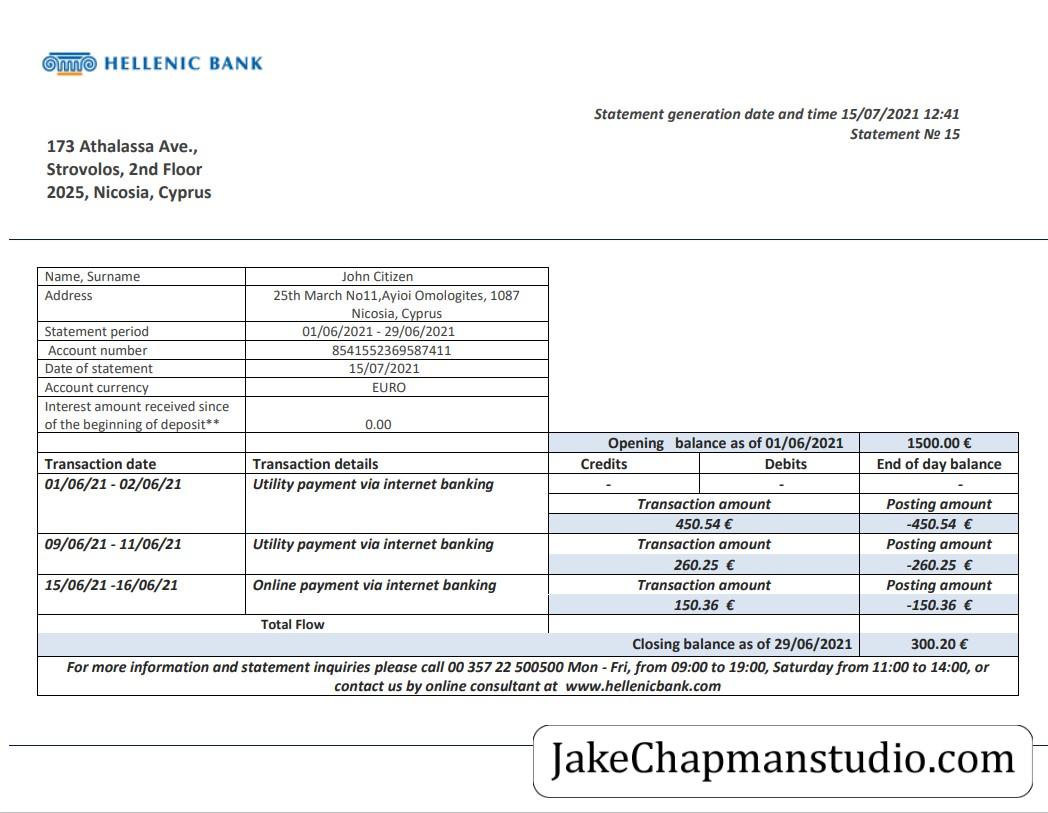 HELLENIC BANK
Statement generation date and time 15/07/2021 12:41
Statement № 15
173 Athalassa Ave.,
Strovolos, 2nd Floor
2025, Nicosia, Cyprus
Name, Surname John Citizen
Address 25th March No11,Ayioi Omologites, 1087
Nicosia, Cyprus
Statement period 01/06/2021 - 29/06/2021
Account number 8541552369587411
Date of statement 15/07/2021
Account currency EURO
Interest amount received since
of the beginning of deposit** 0.00
Opening balance as of 01/06/2021 1500.00 €
Transaction date Transaction details Credits Debits End of day balance
01/06/21 - 02/06/21 Utility payment via internet banking - - -
Transaction amount Posting amount
450.54 € -450.54 €
09/06/21 - 11/06/21 Utility payment via internet banking Transaction amount Posting amount
260.25 € -260.25 €
15/06/21 -16/06/21 Online payment via internet banking Transaction amount Posting amount
150.36 € -150.36 €
Total Flow
Closing balance as of 29/06/2021 300.20 €
For more information and statement inquiries please call 00 357 22 500500 Mon - Fri, from 09:00 to 19:00, Saturday from 11:00 to 14:00, or
contact us by online consultant at www.hellenicbank.com
JakeChapmanstudio.com